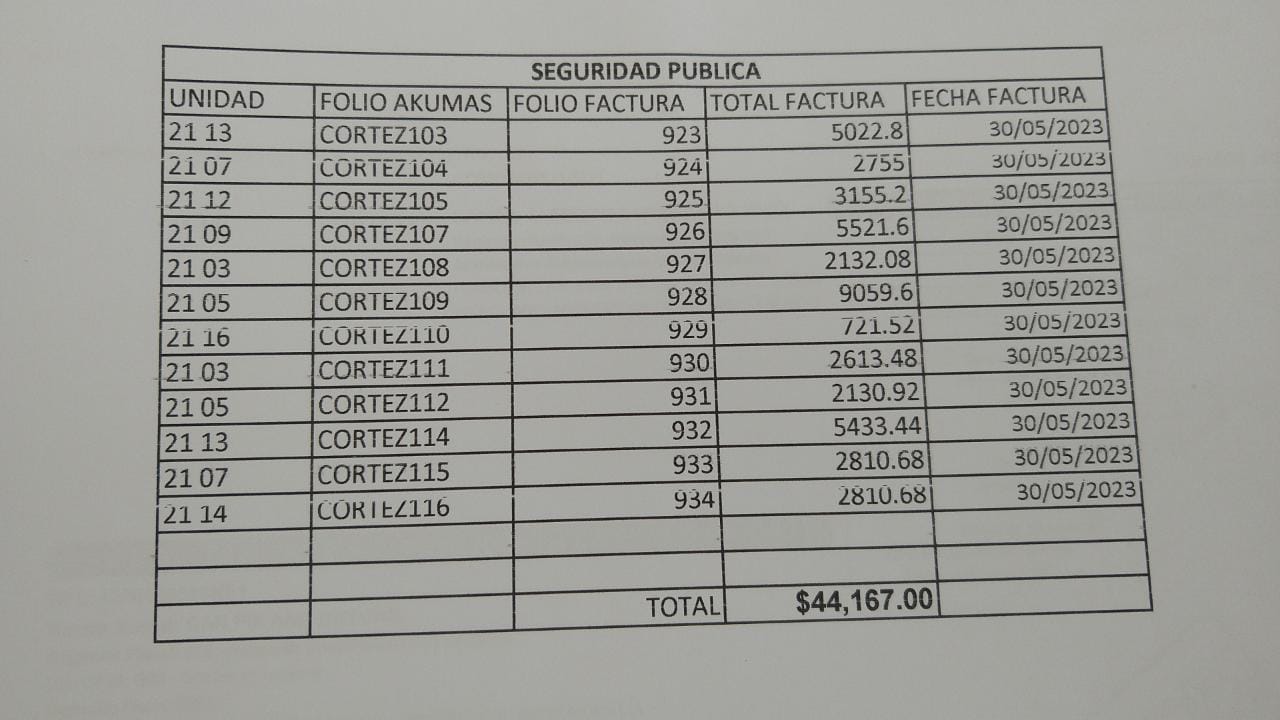 SEGURIDAD PUBLICA
UNIDAD FOLIO AKUMAS FOLIO FACTURA TOTAL FACTURA FECHA FACTURA
21 13 CORTEZ103 923 5022.8 30/05/2023
21 07 CORTEZ104 924 2755 30/05/2023
21 12 CORTEZ105 925 3155.2 30/05/2023
21 09 CORTEZ107 926 5521.6 30/05/2023
21 03 CORTEZ108 927 2132.08 30/05/2023
21 05 CORTEZ109 928 9059.6 30/05/2023
21 16 CORTEZ110 929 721.52 30/05/2023
21 03 CORTEZ111 930 2613.48 30/05/2023
21 05 CORTEZ112 931 2130.92 30/05/2023
21 13 CORTEZ114 932 5433.44 30/05/2023
21 07 CORTEZ115 933 2810.68 30/05/2023
21 14 CORTEZ116 934 2810.68 30/05/2023
TOTAL $44,167.00